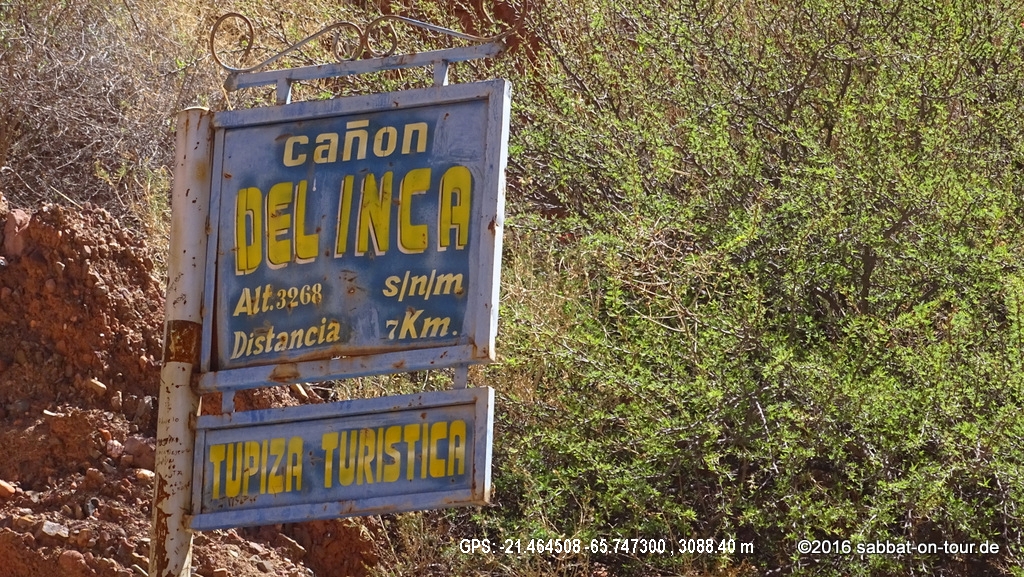 cañon
DEL INCA
Alt.3268 s/n/m
Distancia 7Km.
TUPIZA TURISTÍCA
GPS: -21.464508 -65.747300 , 3088.40 m
©2016 sabbat-on-tour.de